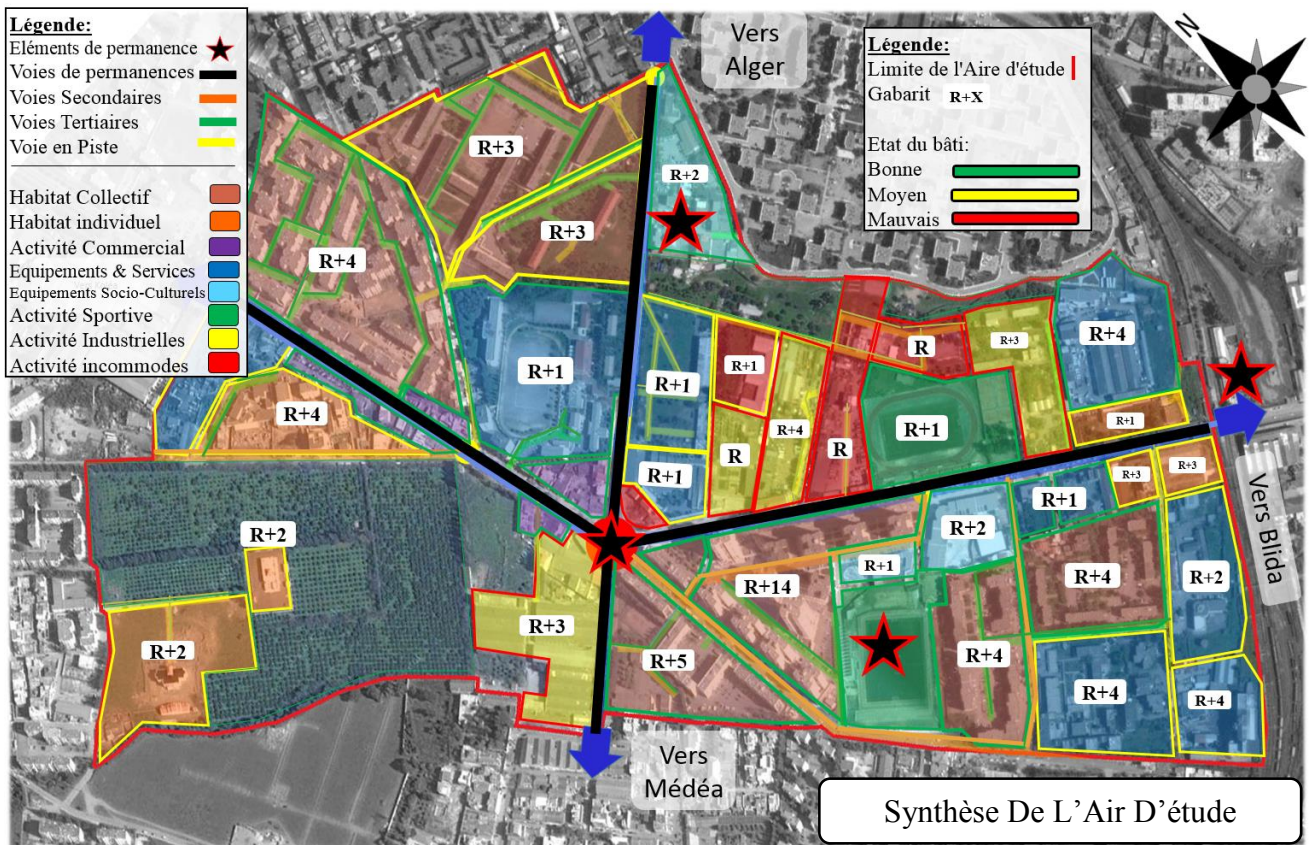 Légende:
Eléments de permanence
Voies de permanences
Voies Secondaires
Voies Tertiaires
Voie en Piste
Habitat Collectif
Habitat individuel
Activité Commercial
Equipements & Services
Equipements Socio-Culturels
Activité Sportive
Activité Industrielles
Activité incommodes
Vers
Alger
Légende:
Limite de l'Aire d'étude
Gabarit R+X
Etat du bâti:
Bonne
Moyen
Mauvais
N
R+3
R+2
R+3
R+4
R+1
R+1
R+1
R+3
R
R+4
R+4
R+1
R+4
R
R
R+1
R+1
R+1
R+3
R+3
R+2
R+1
R+2
R+1
R+14
R+4
R+2
R+2
R+3
R+5
R+4
R+4
R+4
Vers Blida
Vers
Médéa
Synthèse De L'Air D'étude